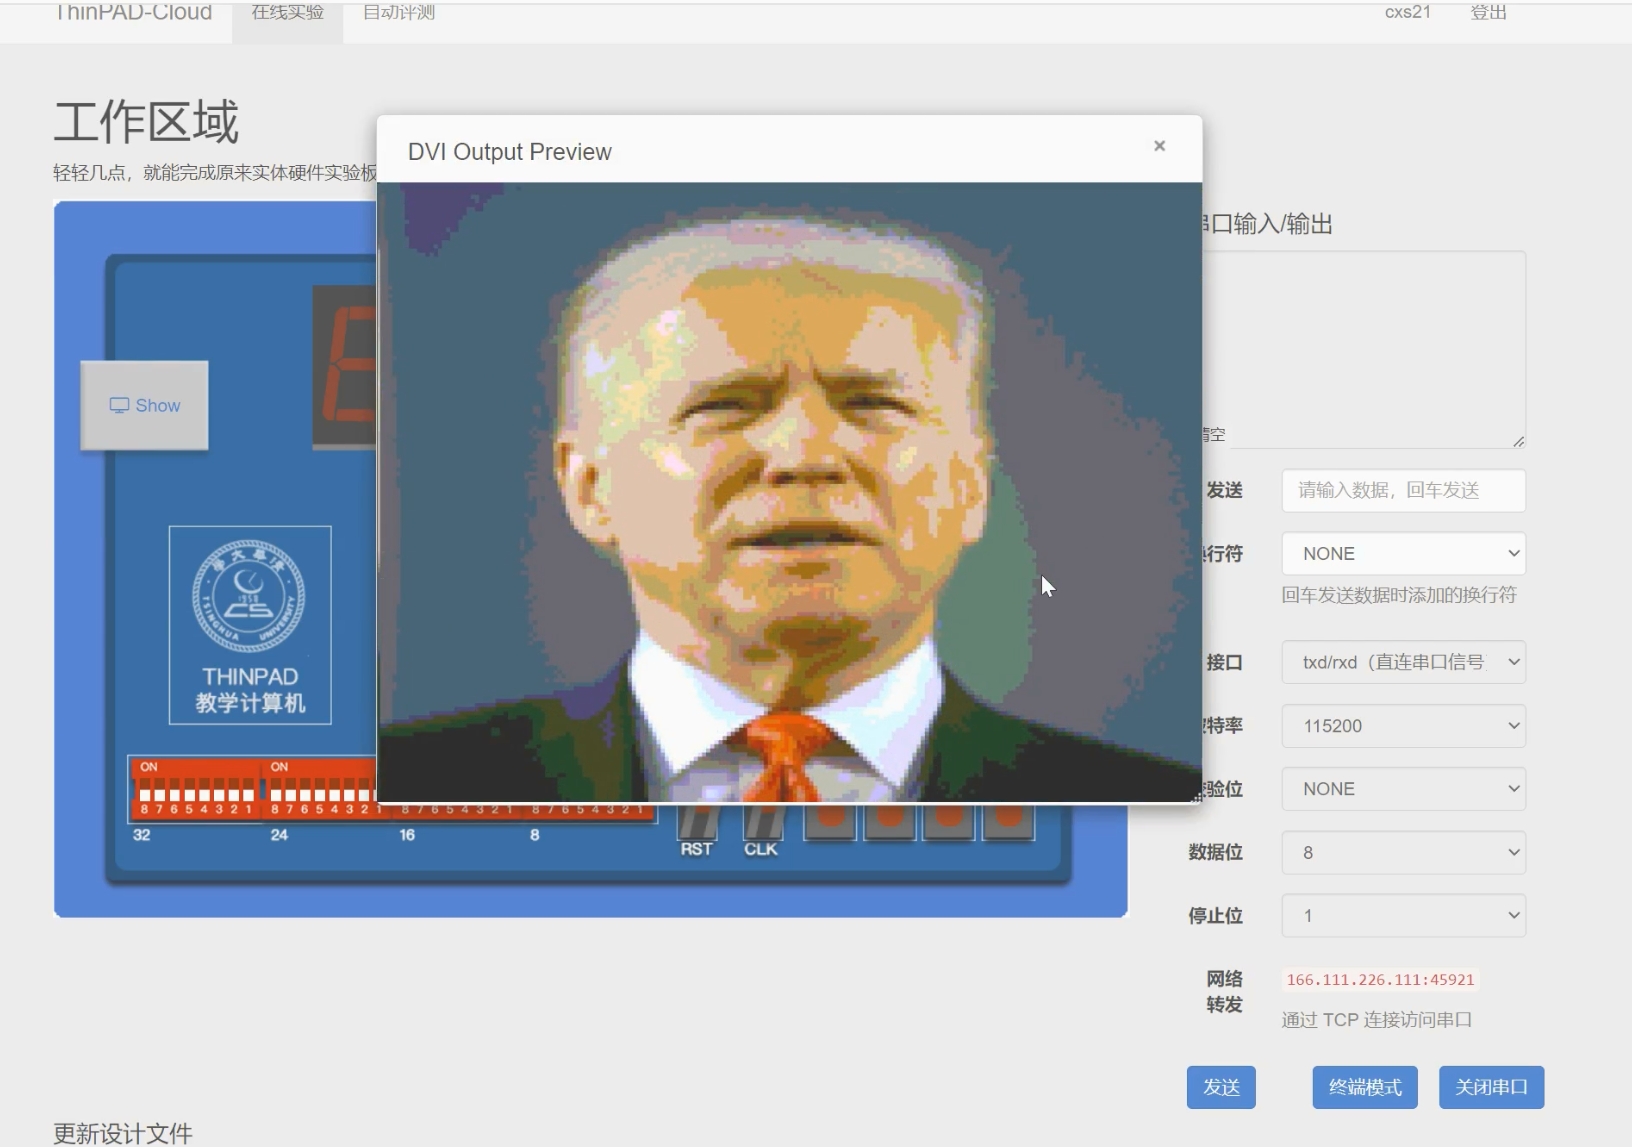 ThinPAD-Cloud
在线实验
自动评测
cxs21
登出
工作区域
轻轻几点，就能完成原来实体硬件实验板
DVI Output Preview
×
口输入/输出
Show
清空
发送
请输入数据，回车发送
行符
NONE
回车发送数据时添加的换行符
接口
txd/rxd（直连串口信号
特率
115200
验位
NONE
数据位
8
停止位
1
网络
转发
166.111.226.111:45921
通过 TCP 连接访问串口
发送
终端模式
关闭串口
TSINGHUA UNIVERSITY
1958
CS
THINPAD
教学计算机
ON
ON
8 7 6 5 4 3 2 1
8 7 6 5 4 3 2 1
8 7 6 5 4 3 2 1
8 7 6 5 4 3 2 1
32
24
16
8
RST
CLK
更新设计文件